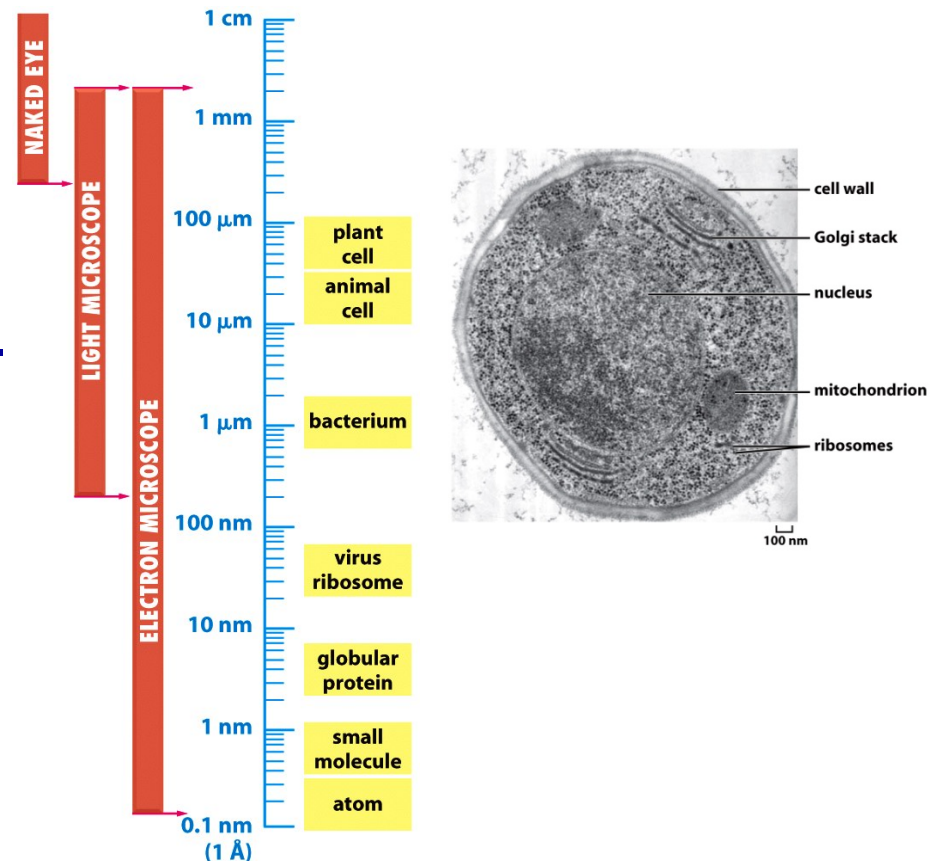 NAKED EYE
LIGHT MICROSCOPE
ELECTRON MICROSCOPE
1 cm
1 mm
100 µm
10 µm
1 µm
100 nm
10 nm
1 nm
0.1 nm
(1 Å)
plant
cell
animal
cell
bacterium
virus
ribosome
globular
protein
small
molecule
atom
cell wall
Golgi stack
nucleus
mitochondrion
ribosomes
100 nm